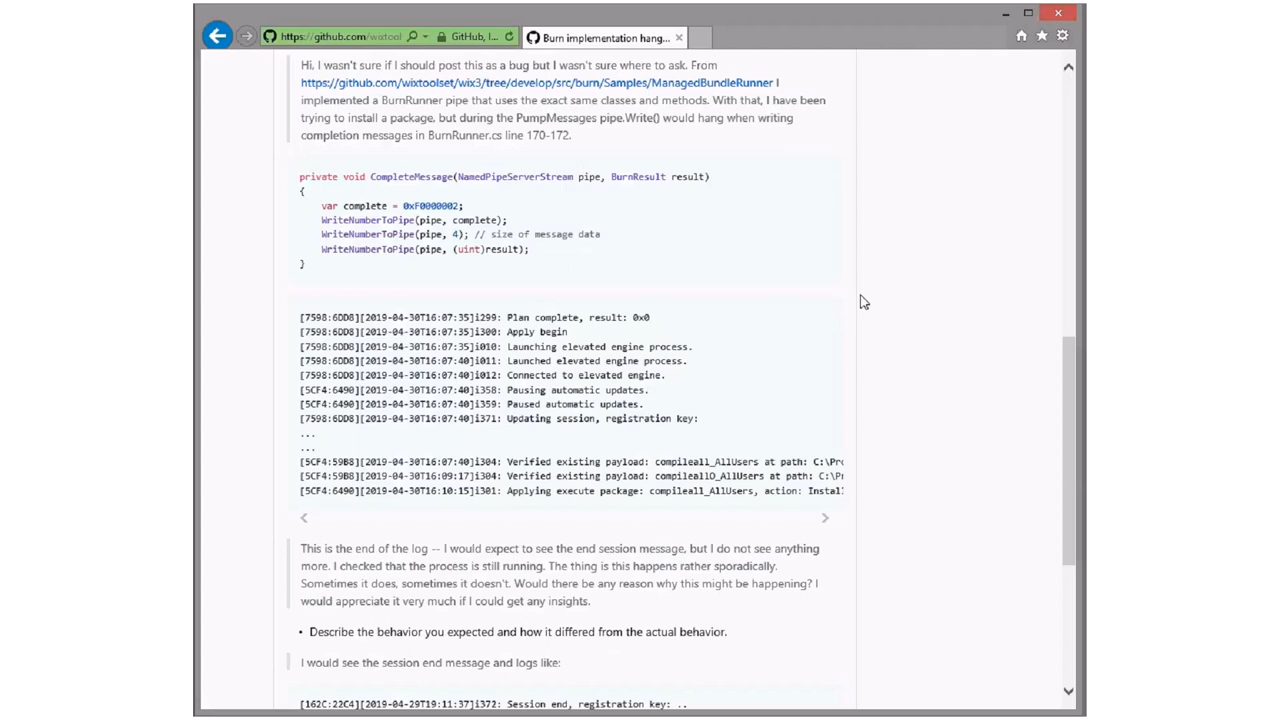 https://github.com/wixtool
GitHub, I...
Burn implementation hang...
Hi, I wasn't sure if I should post this as a bug but I wasn't sure where to ask. From
https://github.com/wixtoolset/wix3/tree/develop/src/burn/Samples/ManagedBundleRunner I
implemented a BurnRunner pipe that uses the exact same classes and methods. With that, I have been
trying to install a package, but during the PumpMessages pipe.Write() would hang when writing
completion messages in BurnRunner.cs line 170-172.
private void CompleteMessage(NamedPipeServerStream pipe, BurnResult result)
{
var complete = 0xF0000002;
WriteNumberToPipe(pipe, complete);
WriteNumberToPipe(pipe, 4); // size of message data
WriteNumberToPipe(pipe, (uint)result);
}
[7598:6DD8][2019-04-30T16:07:35]i299: Plan complete, result: 0x0
[7598:6DD8][2019-04-30T16:07:35]i300: Apply begin
[7598:6DD8][2019-04-30T16:07:35]i010: Launching elevated engine process.
[7598:6DD8][2019-04-30T16:07:40]i011: Launched elevated engine process.
[7598:6DD8][2019-04-30T16:07:40]i012: Connected to elevated engine.
[5CF4:6490][2019-04-30T16:07:40]i358: Pausing automatic updates.
[5CF4:6490][2019-04-30T16:07:40]i359: Paused automatic updates.
[7598:6DD8][2019-04-30T16:07:40]i371: Updating session, registration key:
...
...
[5CF4:59B8][2019-04-30T16:07:40]i304: Verified existing payload: compileall_AllUsers at path: C:\Pro
[5CF4:59B8][2019-04-30T16:09:17]i304: Verified existing payload: compileallO_AllUsers at path: C:\Pr
[5CF4:6490][2019-04-30T16:10:15]i301: Applying execute package: compileall_AllUsers, action: Instal
This is the end of the log -- I would expect to see the end session message, but I do not see anything
more. I checked that the process is still running. The thing is this happens rather sporadically.
Sometimes it does, sometimes it doesn't. Would there be any reason why this might be happening? I
would appreciate it very much if I could get any insights.
• Describe the behavior you expected and how it differed from the actual behavior.
I would see the session end message and logs like:
[162C:22C4][2019-04-29T19:11:37]i372: Session end, registration key: ..